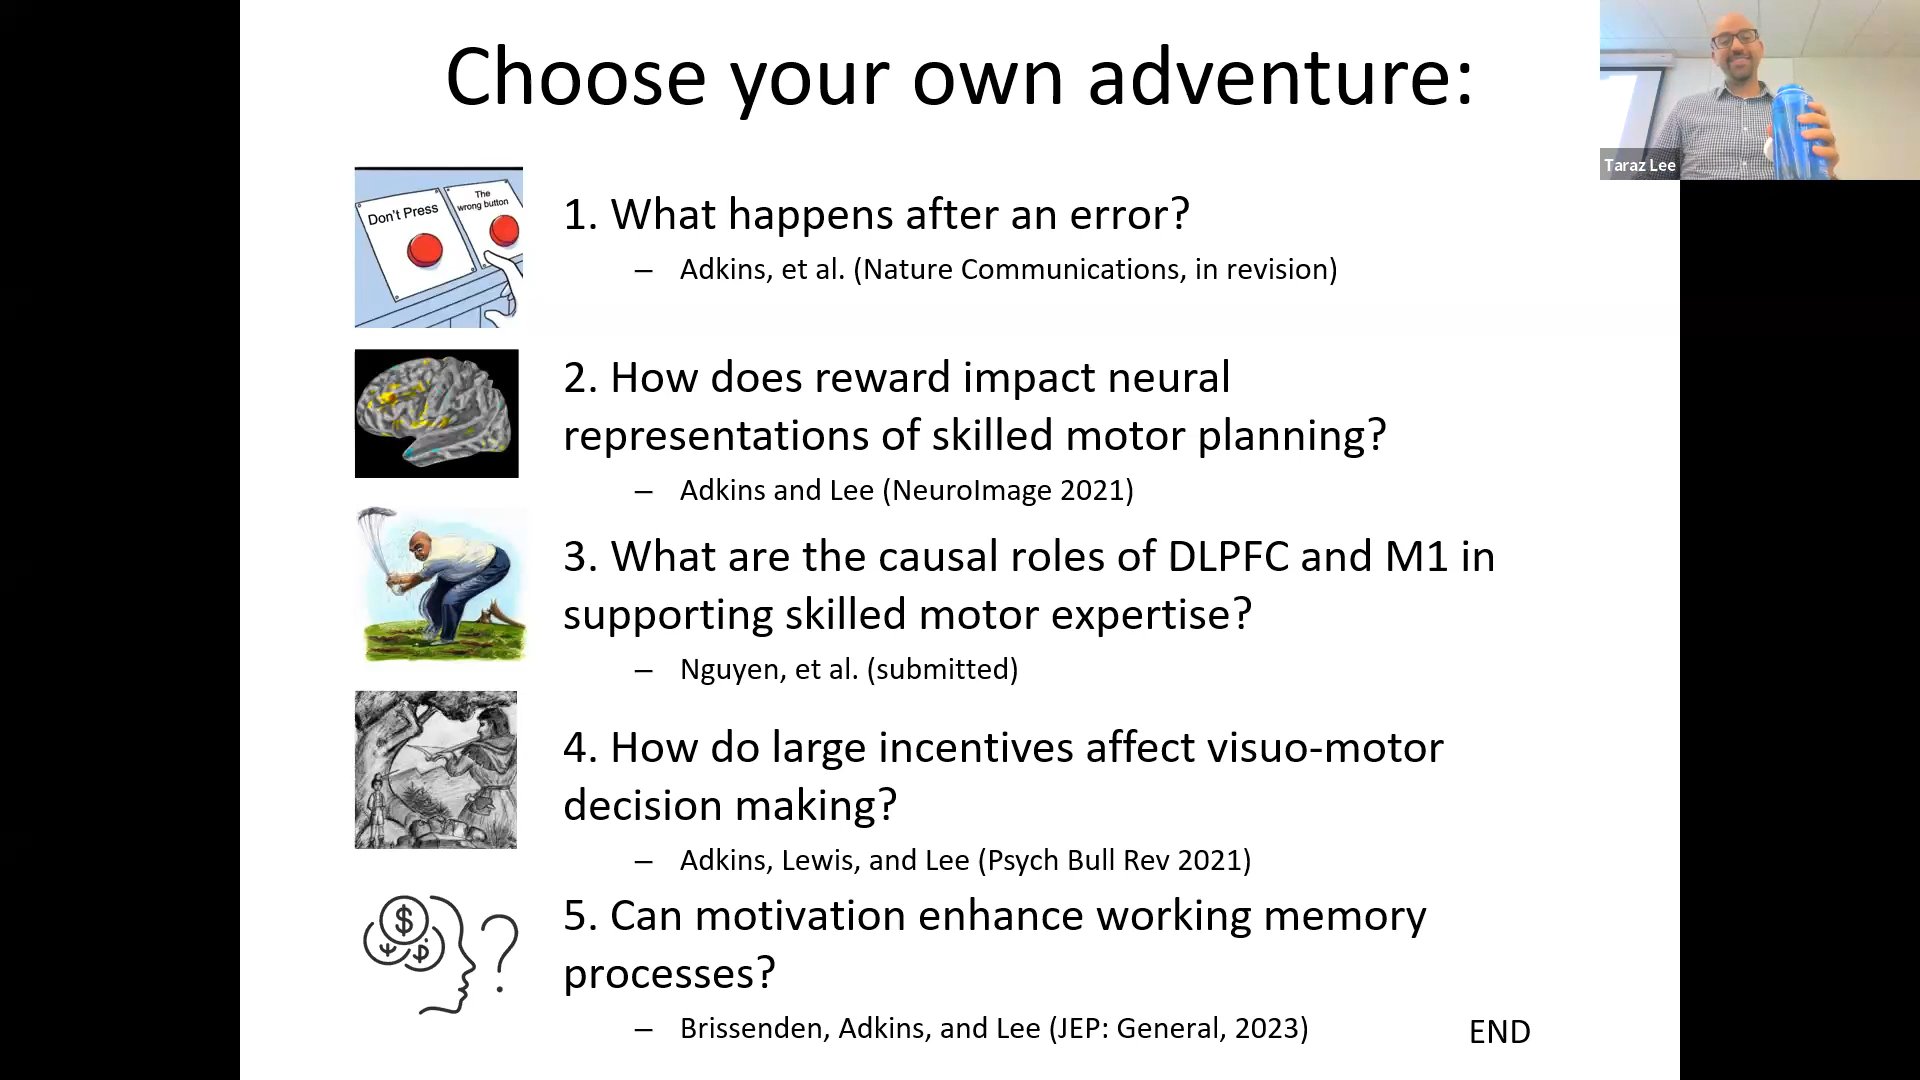 Choose your own adventure:
Taraz Lee
Don't Press
The
wrong button
1. What happens after an error?
– Adkins, et al. (Nature Communications, in revision)
2. How does reward impact neural
representations of skilled motor planning?
– Adkins and Lee (NeuroImage 2021)
3. What are the causal roles of DLPFC and M1 in
supporting skilled motor expertise?
– Nguyen, et al. (submitted)
4. How do large incentives affect visuo-motor
decision making?
– Adkins, Lewis, and Lee (Psych Bull Rev 2021)
$
?
5. Can motivation enhance working memory
processes?
– Brissenden, Adkins, and Lee (JEP: General, 2023)
END